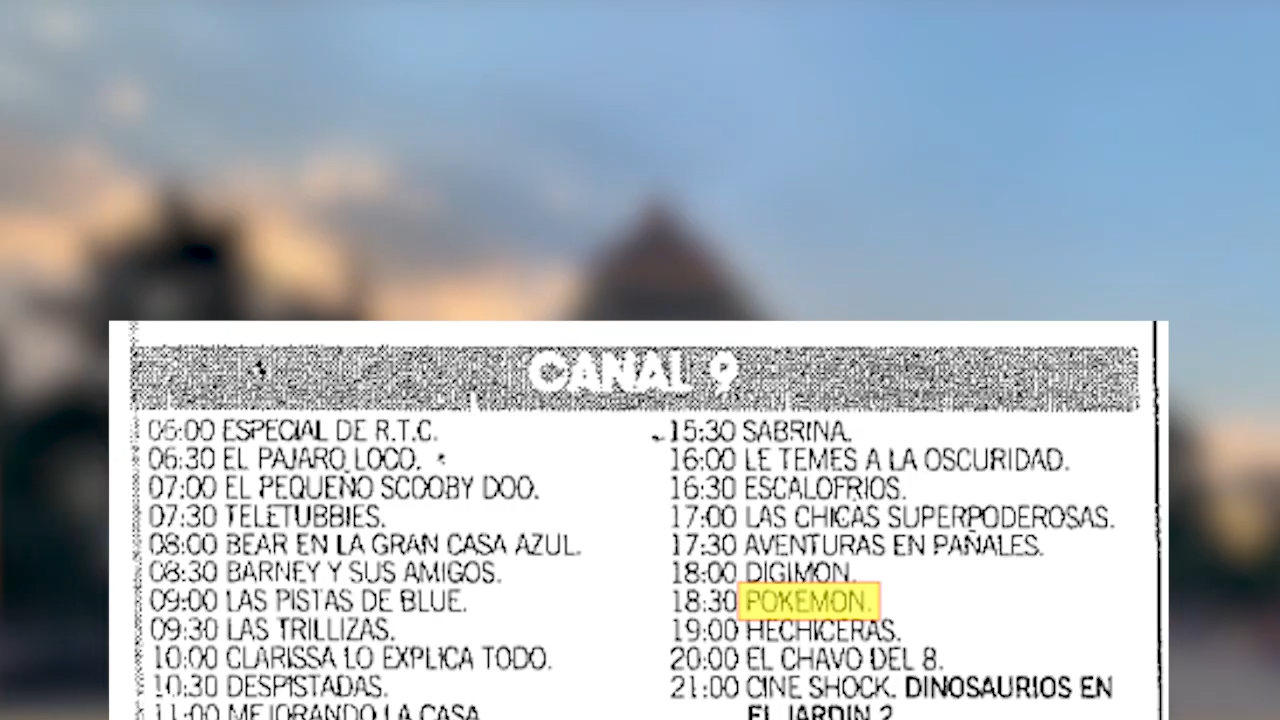 CANAL 9
06:00 ESPECIAL DE R.T.C.
06:30 EL PAJARO LOCO.
07:00 EL PEQUEÑO SCOOBY DOO.
07:30 TELETUBBIES.
08:00 BEAR EN LA GRAN CASA AZUL.
08:30 BARNEY Y SUS AMIGOS.
09:00 LAS PISTAS DE BLUE.
09:30 LAS TRILLIZAS.
10:00 CLARISSA LO EXPLICA TODO.
10:30 DESPISTADAS.
11:00 MEJORANDO LA CASA
15:30 SABRINA.
16:00 LE TEMES A LA OSCURIDAD.
16:30 ESCALOFRIOS.
17:00 LAS CHICAS SUPERPODEROSAS.
17:30 AVENTURAS EN PAÑALES.
18:00 DIGIMON.
18:30 POKEMON.
19:00 HECHICERAS.
20:00 EL CHAVO DEL 8.
21:00 CINE SHOCK. DINOSAURIOS EN
EL JARDIN 2